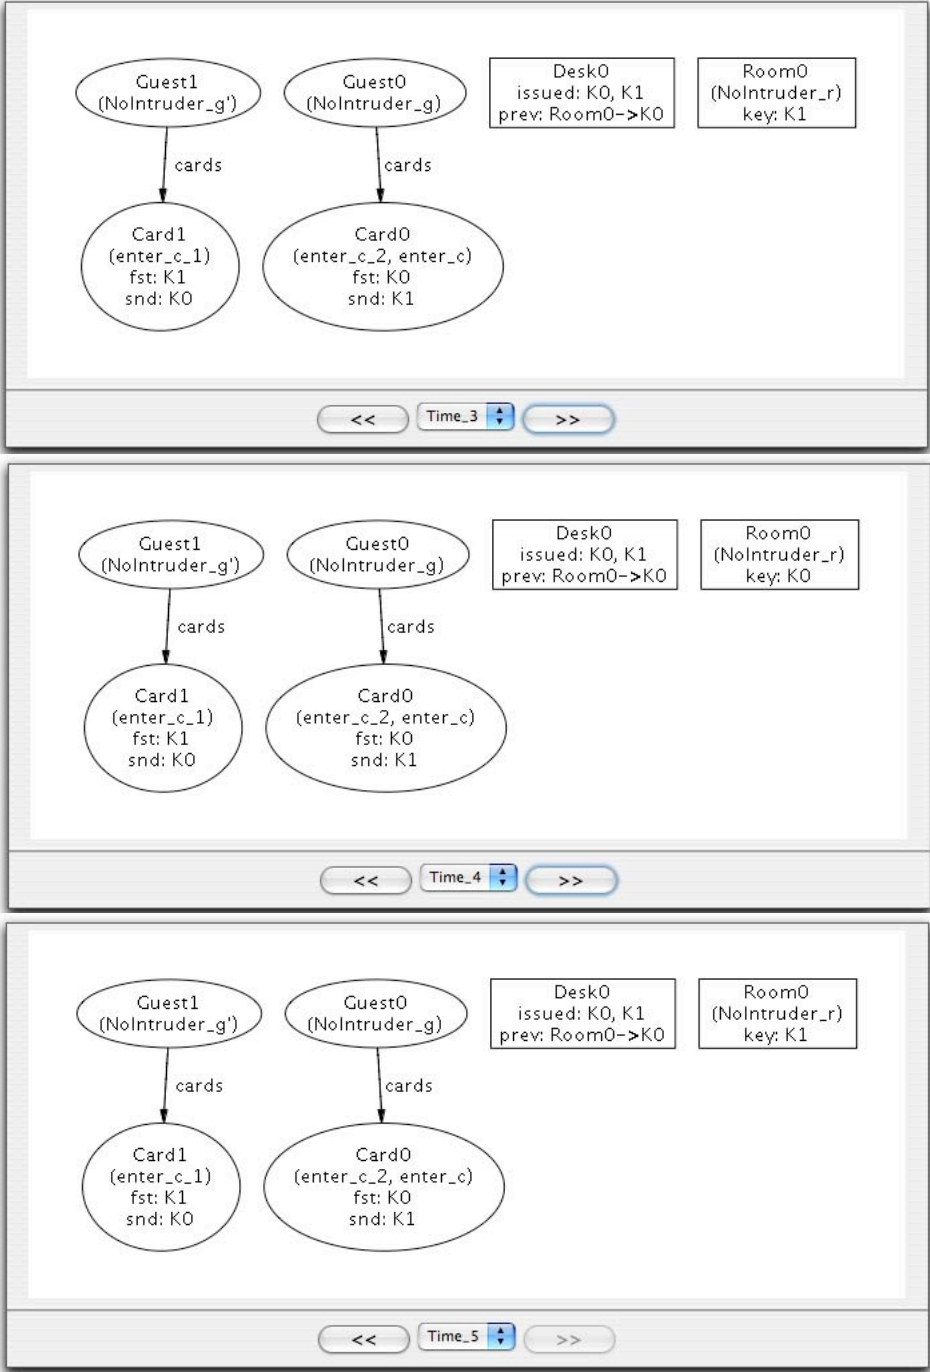 Guest1
(NoIntruder_g')
Guest0
(NoIntruder_g)
Desk0
issued: K0, K1
prev: Room0->K0
Room0
(NoIntruder_r)
key: K1
cards
cards
Card1
(enter_c_1)
fst: K1
snd: K0
Card0
(enter_c_2, enter_c)
fst: K0
snd: K1
<<
Time_3
>>
Guest1
(NoIntruder_g')
Guest0
(NoIntruder_g)
Desk0
issued: K0, K1
prev: Room0->K0
Room0
(NoIntruder_r)
key: K0
cards
cards
Card1
(enter_c_1)
fst: K1
snd: K0
Card0
(enter_c_2, enter_c)
fst: K0
snd: K1
<<
Time_4
>>
Guest1
(NoIntruder_g')
Guest0
(NoIntruder_g)
Desk0
issued: K0, K1
prev: Room0->K0
Room0
(NoIntruder_r)
key: K1
cards
cards
Card1
(enter_c_1)
fst: K1
snd: K0
Card0
(enter_c_2, enter_c)
fst: K0
snd: K1
<<
Time_5
>>